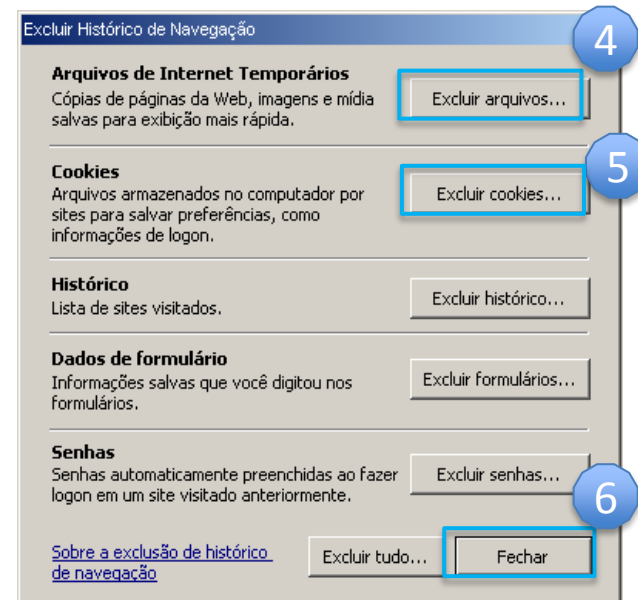 Excluir Histórico de Navegação
4
Arquivos de Internet Temporários
Cópias de páginas da Web, imagens e mídia
salvas para exibição mais rápida.
Excluir arquivos...
5
Cookies
Arquivos armazenados no computador por
sites para salvar preferências, como
informações de logon.
Excluir cookies...
Histórico
Lista de sites visitados.
Excluir histórico...
Dados de formulário
Informações salvas que você digitou nos
formulários.
Excluir formulários...
Senhas
Senhas automaticamente preenchidas ao fazer
logon em um site visitado anteriormente.
Excluir senhas...
6
Sobre a exclusão de histórico
de navegação
Excluir tudo...
Fechar